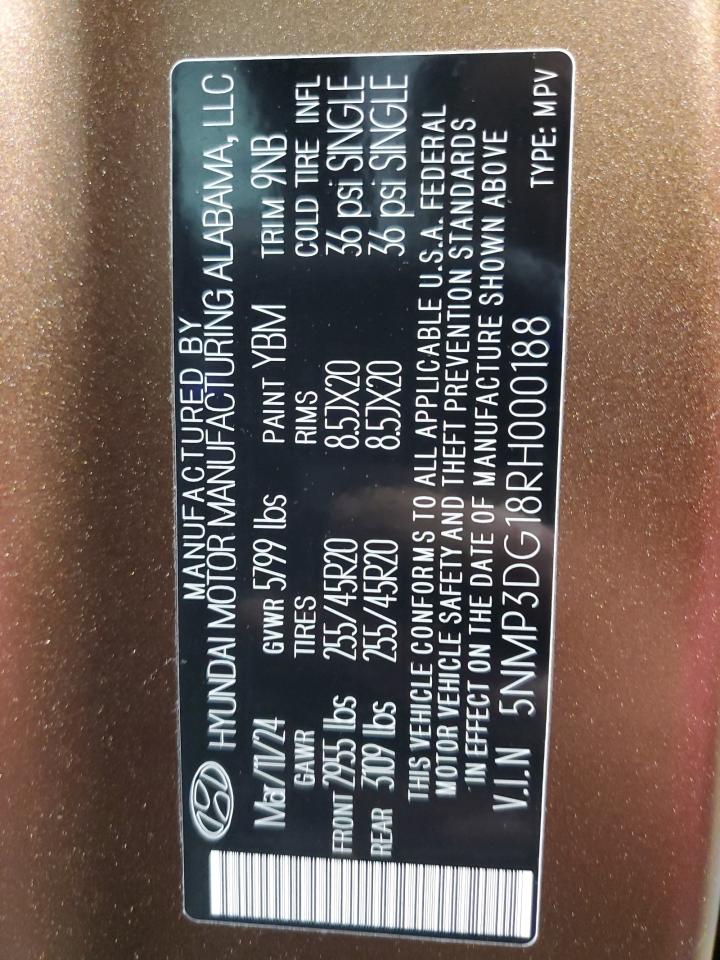 MANUFACTURED BY
HYUNDAI MOTOR MANUFACTURING ALABAMA, LLC
Mar/11/24 GVWR 5799 lbs PAINT YBM TRIM 9NB
GAWR TIRES RIMS COLD TIRE INFL
FRONT 2955 lbs 255/45R20 8.5JX20 36 psi SINGLE
REAR 3109 lbs 255/45R20 8.5JX20 36 psi SINGLE
THIS VEHICLE CONFORMS TO ALL APPLICABLE U.S.A. FEDERAL
MOTOR VEHICLE SAFETY AND THEFT PREVENTION STANDARDS
IN EFFECT ON THE DATE OF MANUFACTURE SHOWN ABOVE
V.I.N 5NMP3DG18RH000188 TYPE: MPV